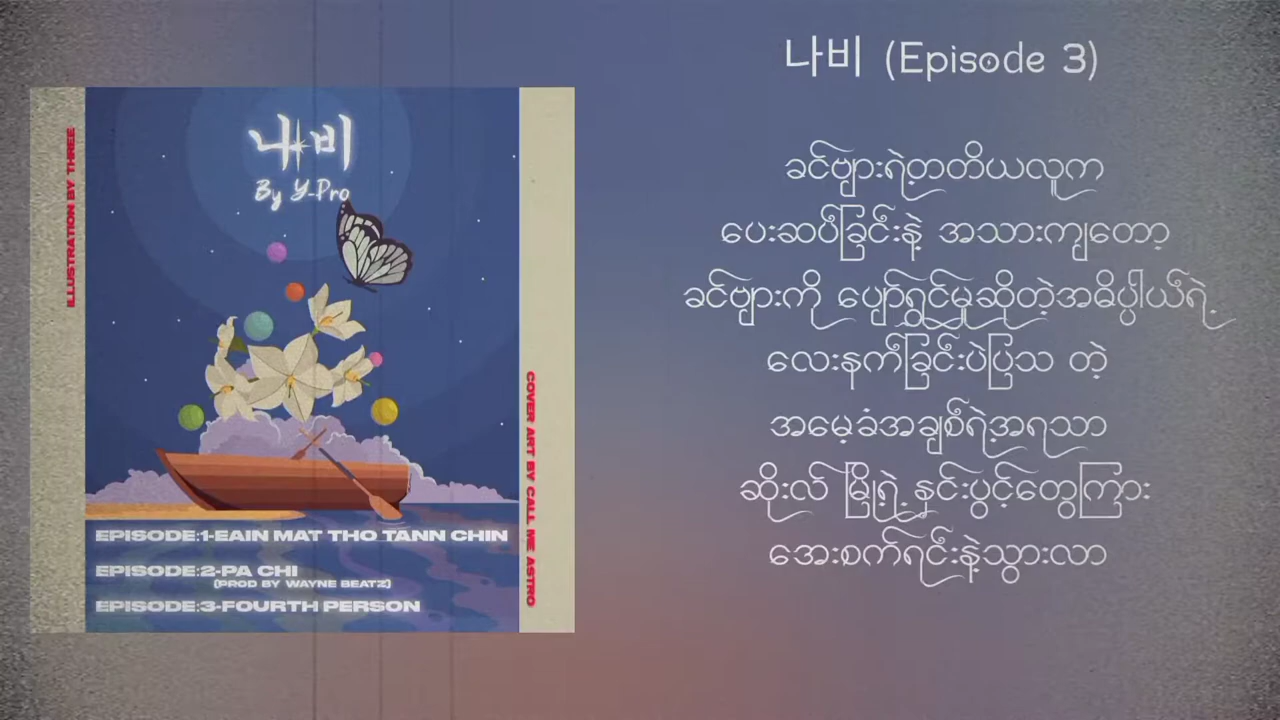 나비 (Episode 3)
ILLUSTRATION BY THREE
나비
By Y-Pro
EPISODE:1-EAIN MAT THO TANN CHIN
EPISODE:2-PA CHI
(PROD BY WAYNE BEATZ)
EPISODE:3-FOURTH PERSON
COVER ART BY CALL ME ASTRO
ခင်ဗျားရဲ့တတိယလူက
ပေးဆပ်ခြင်းနဲ့ အသားကျတော့
ခင်ဗျားကို ပျော်ရွှင်မှုဆိုတဲ့အဓိပ္ပါယ်ရဲ့
လေးနက်ခြင်းပဲပြသ တဲ့
အမေ့ခံအချစ်ရဲ့အရသာ
ဆိုးလ် မြို့ရဲ့ နှင်းပွင့်တွေကြား
အေးစက်ရင်းနဲ့သွားလာ